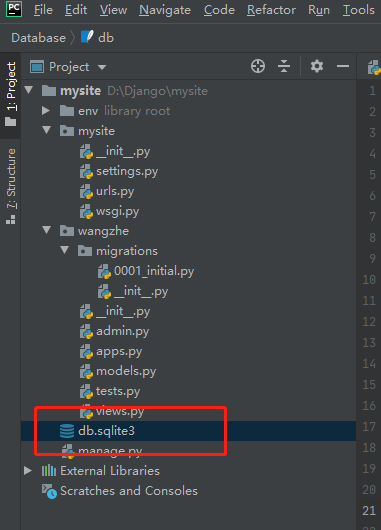 PC File Edit View Navigate Code Refactor Run Tools
Database db
Project
1: Project
7: Structure
mysite D:\Django\mysite
env library root
mysite
__init__.py
settings.py
urls.py
wsgi.py
wangzhe
migrations
0001_initial.py
__init__.py
__init__.py
admin.py
apps.py
models.py
tests.py
views.py
db.sqlite3
manage.py
External Libraries
Scratches and Consoles
1
2
3
4
5
6
7
8
9
10
11
12
13
14
15
16
17
18
19
20
21